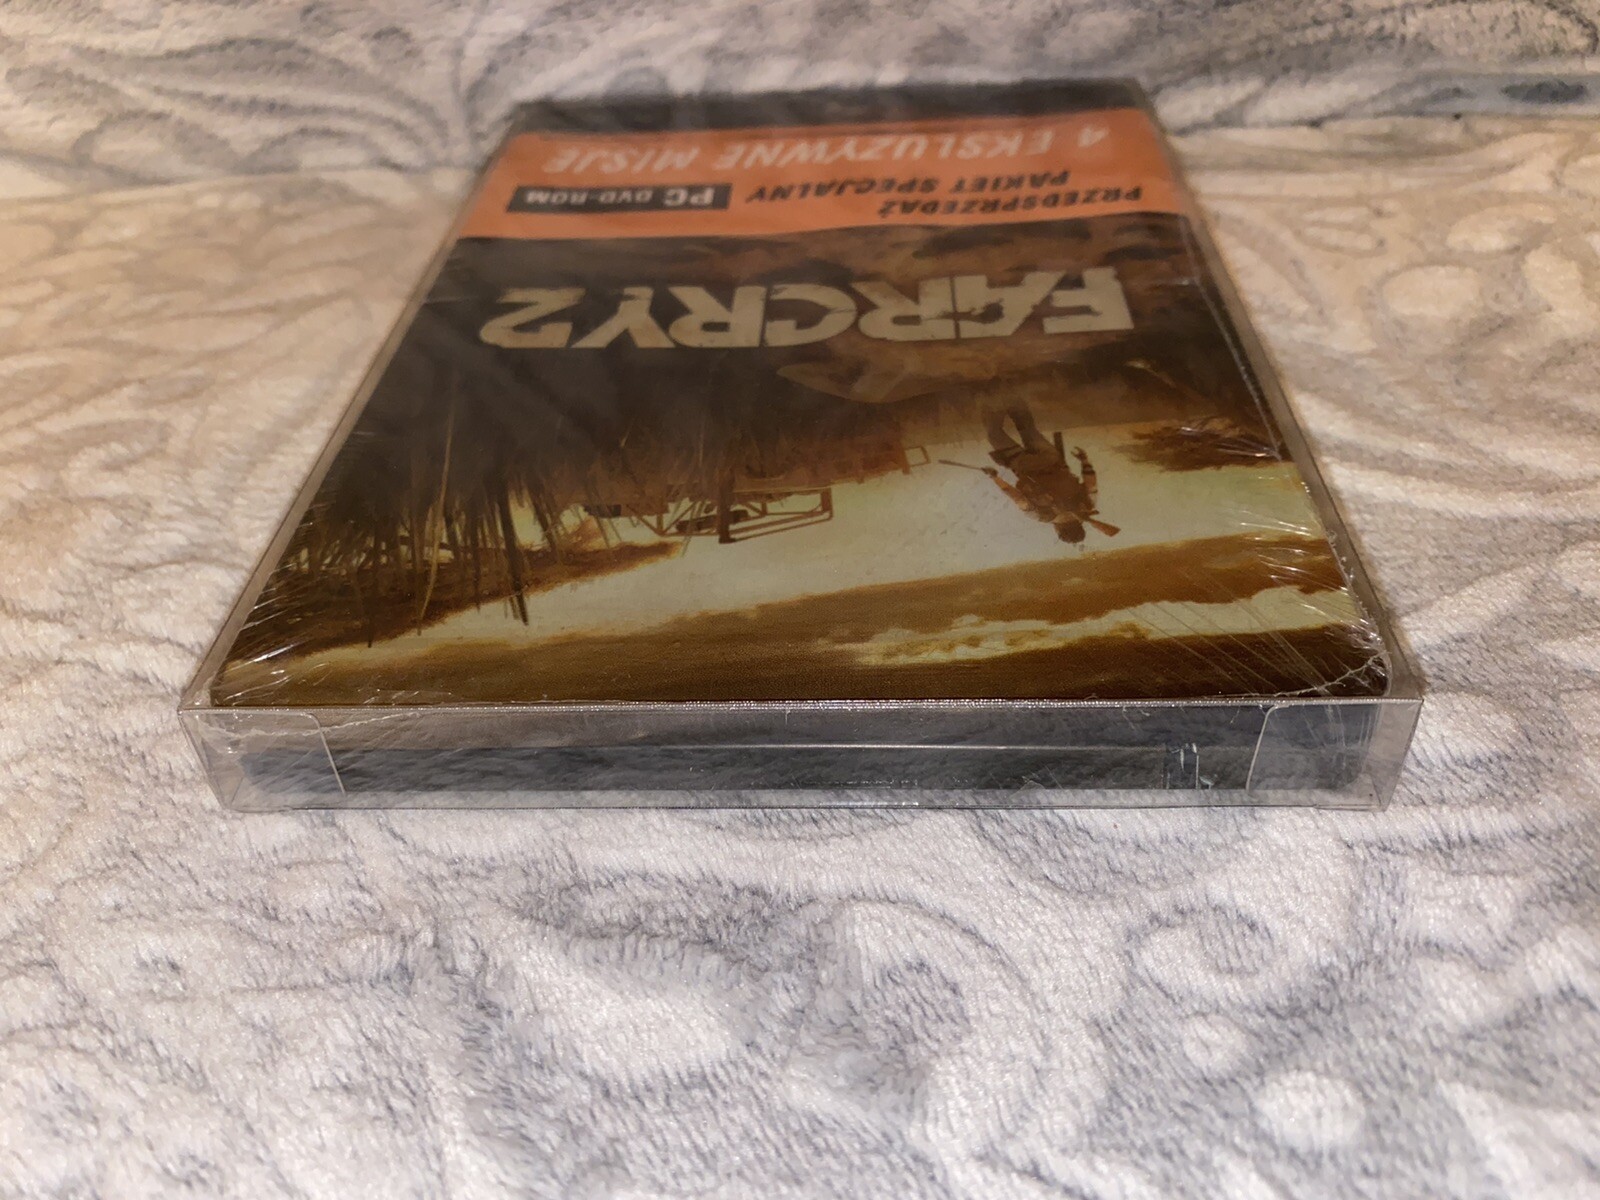 FARCRY2
PRZEDSPRZEDAŻ
PAKIET SPECJALNY
PC DVD-ROM
4 EKSLUZYWNE MISJE